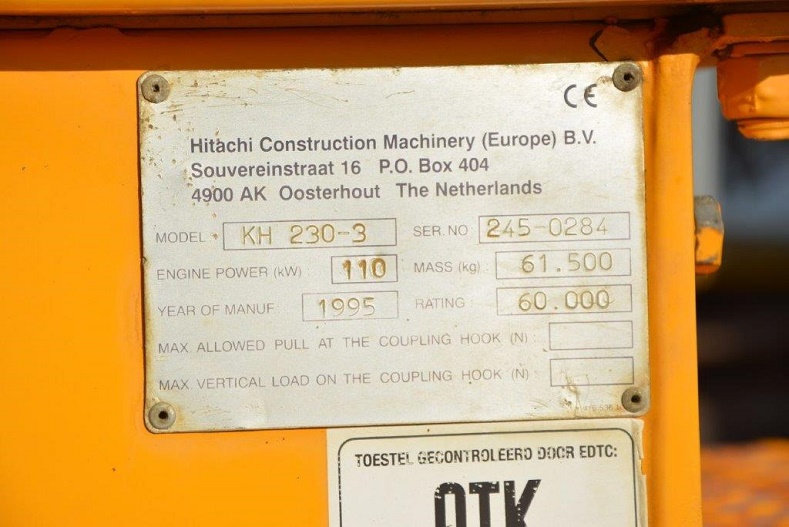 CE
Hitachi Construction Machinery (Europe) B.V.
Souvereinstraat 16 P.O. Box 404
4900 AK Oosterhout The Netherlands
MODEL KH 230-3 SER. NO 245-0284
ENGINE POWER (kW) 110 MASS (kg) 61.500
YEAR OF MANUF 1995 RATING 60.000
MAX. ALLOWED PULL AT THE COUPLING HOOK (N)
MAX. VERTICAL LOAD ON THE COUPLING HOOK (N)
TOESTEL GECONTROLEERD DOOR EDTC: